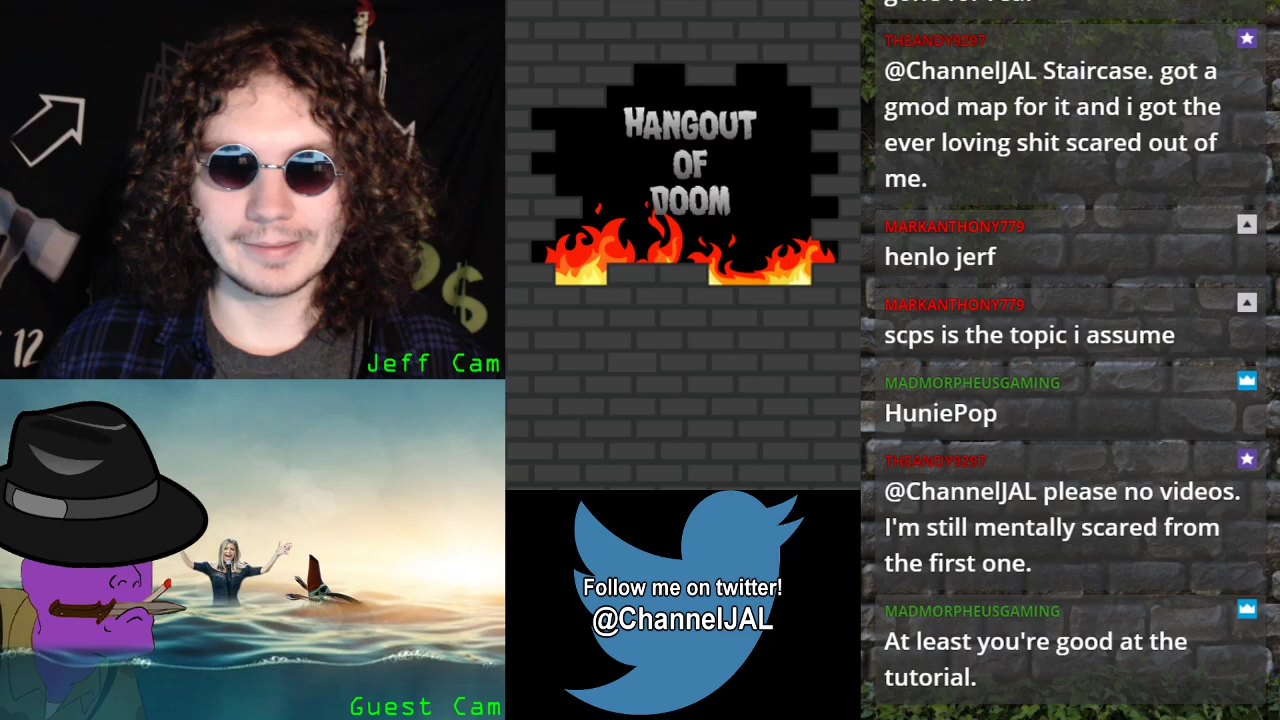 12
P$
Jeff Cam
Guest Cam
HANGOUT
OF
DOOM
Follow me on twitter!
@ChannelJAL
THEANDY9297
@ChannelJAL Staircase. got a
gmod map for it and i got the
ever loving shit scared out of
me.
MARKANTHONY779
henlo jerf
MARKANTHONY779
scps is the topic i assume
MADMORPHEUSGAMING
HuniePop
THEANDY9297
@ChannelJAL please no videos.
I'm still mentally scared from
the first one.
MADMORPHEUSGAMING
At least you're good at the
tutorial.